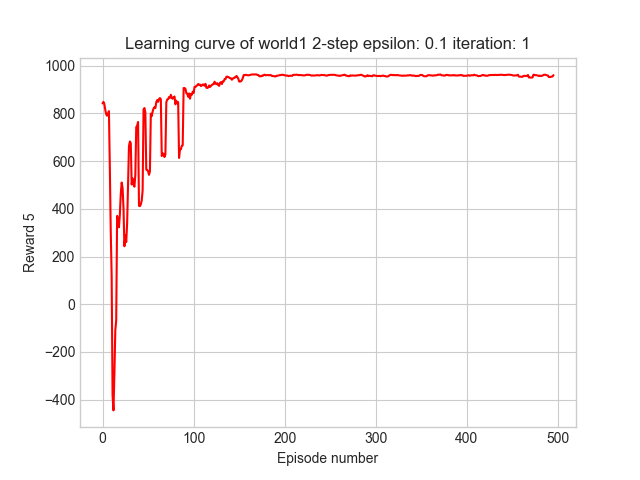 Learning curve of world1 2-step epsilon: 0.1 iteration: 1
1000
800
600
400
200
0
−200
−400
Reward 5
0 100 200 300 400 500
Episode number